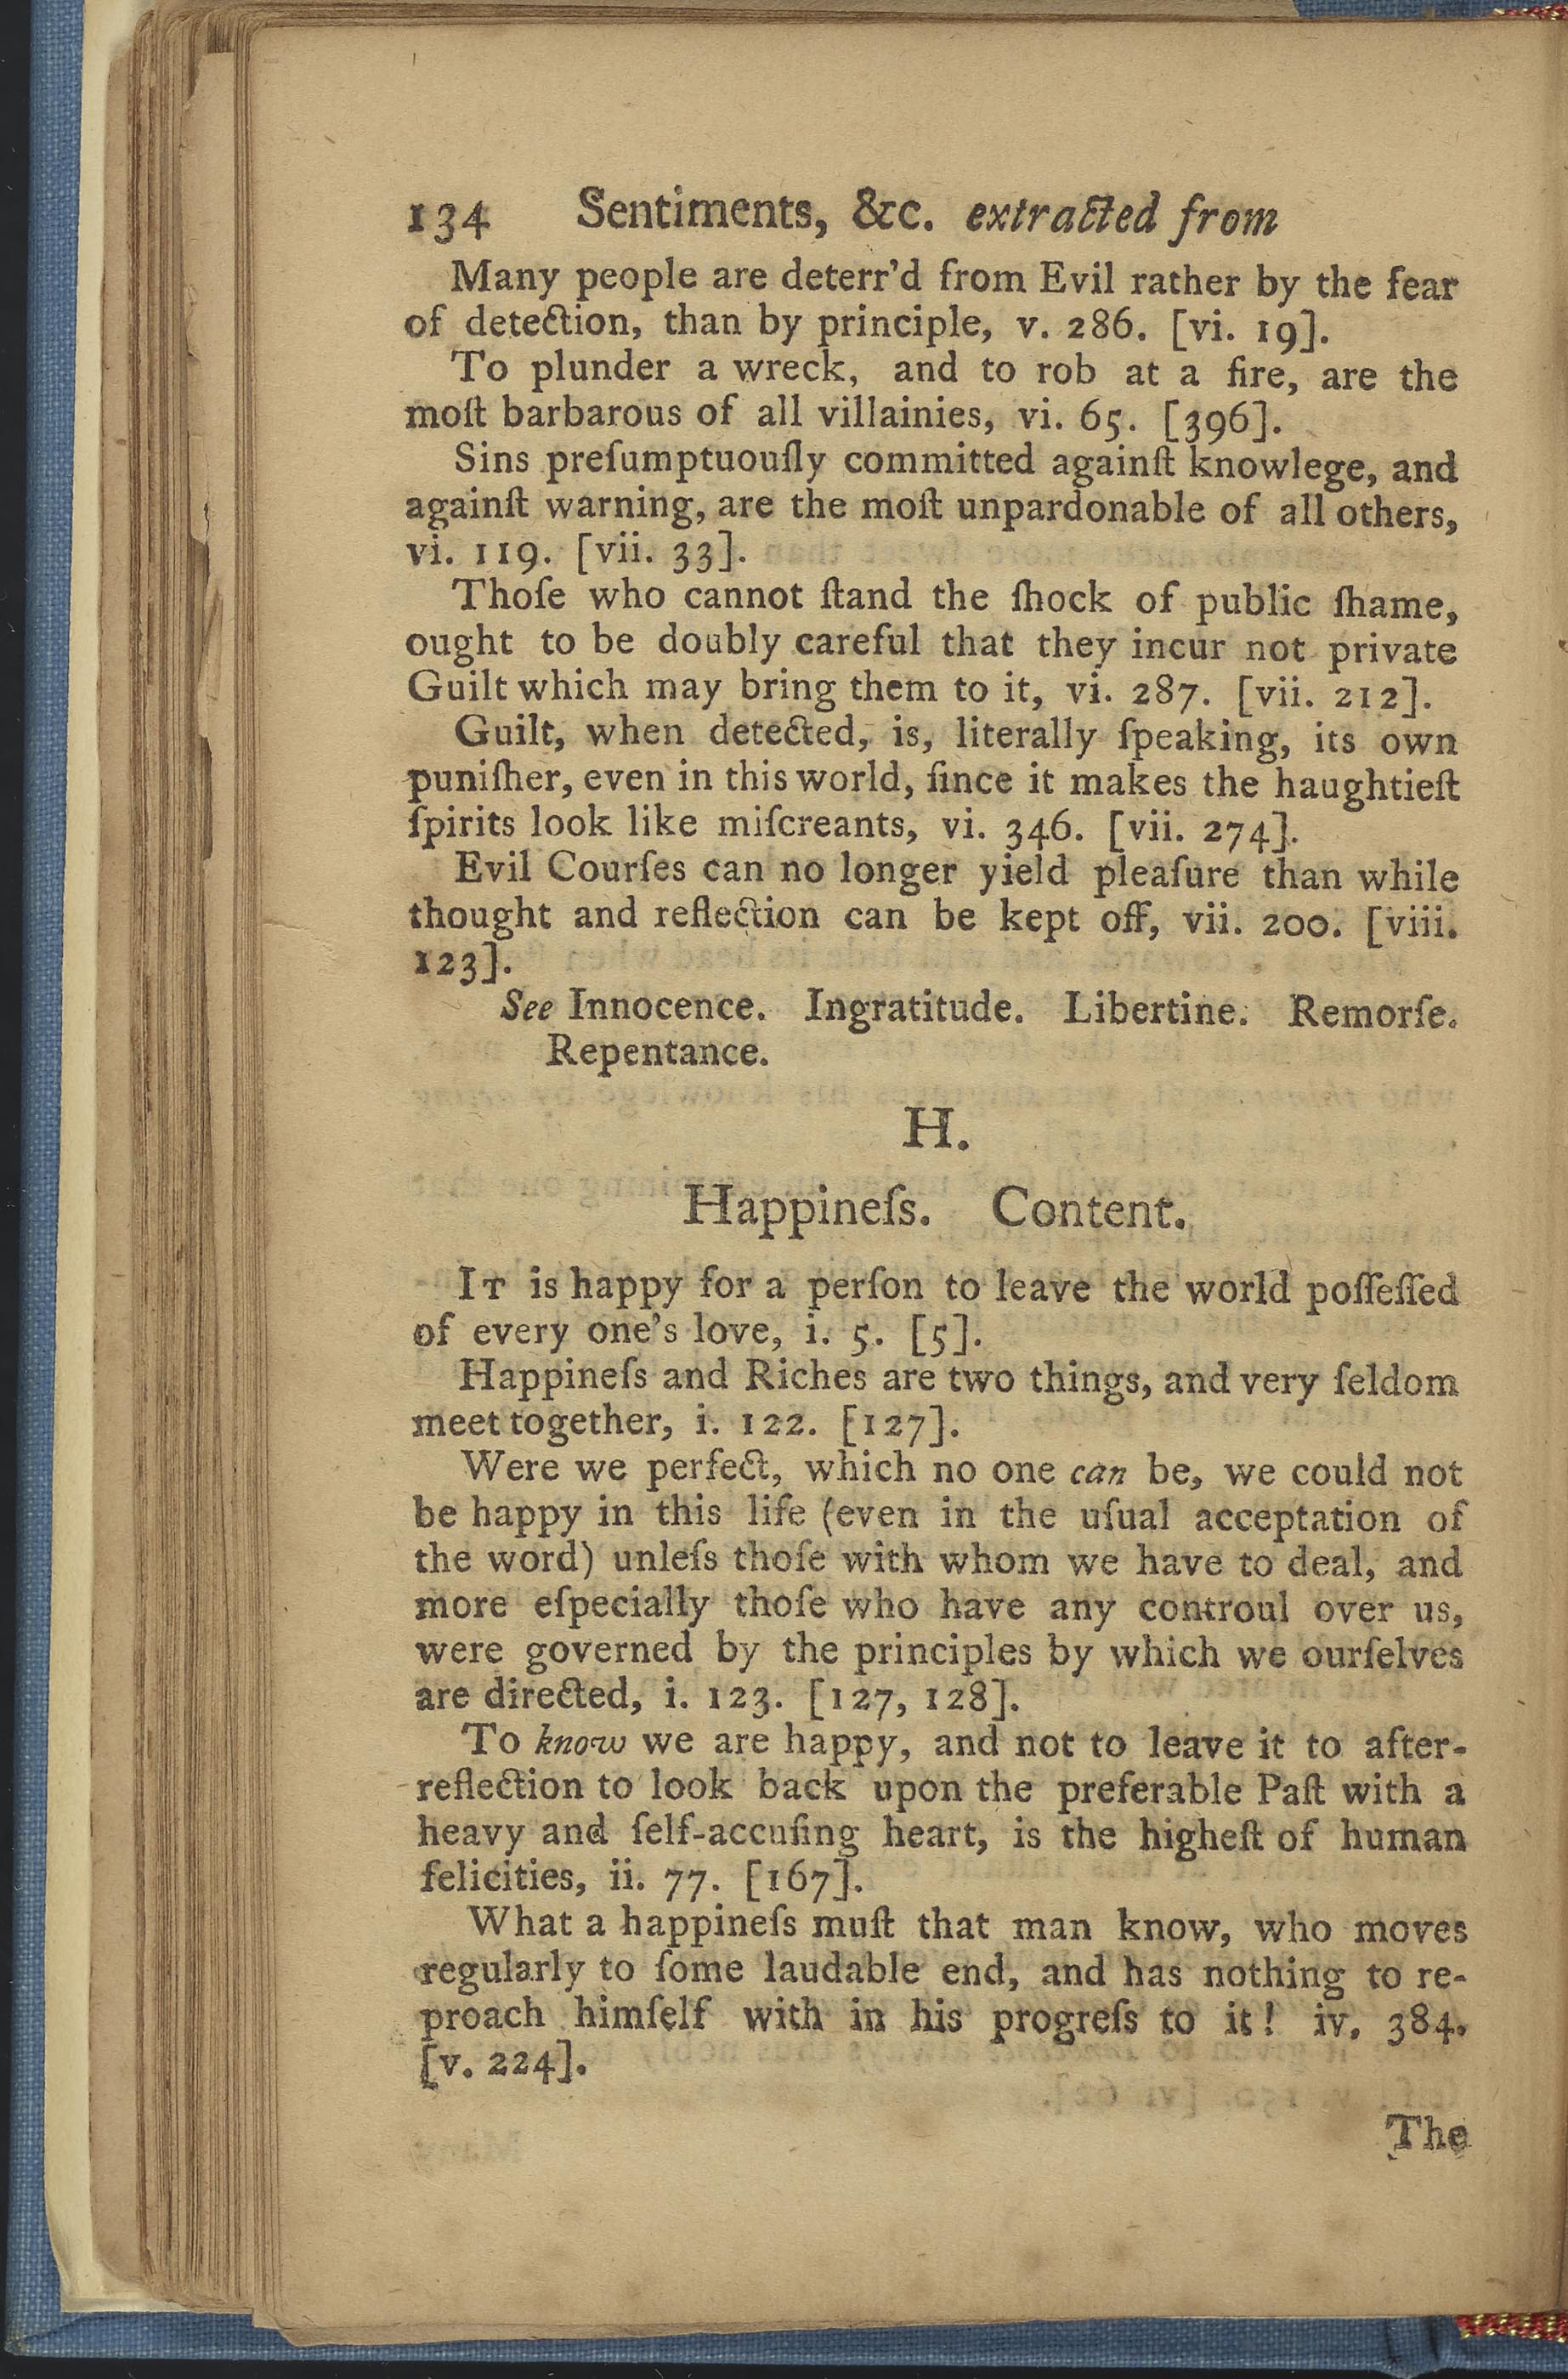 134 Sentiments, &c. extracted from
Many people are deterr'd from Evil rather by the fear
of detection, than by principle, v. 286. [vi. 19].
To plunder a wreck, and to rob at a fire, are the
moſt barbarous of all villainies, vi. 65. [396].
Sins preſumptuouſly committed againſt knowlege, and
againſt warning, are the moſt unpardonable of all others,
vi. 119. [vii. 33].
Thoſe who cannot ſtand the ſhock of public ſhame,
ought to be doubly careful that they incur not private
Guilt which may bring them to it, vi. 287. [vii. 212].
Guilt, when detected, is, literally ſpeaking, its own
puniſher, even in this world, ſince it makes the haughtieſt
ſpirits look like miſcreants, vi. 346. [vii. 274].
Evil Courſes can no longer yield pleaſure than while
thought and reflection can be kept off, vii. 200. [viii.
123].
See Innocence. Ingratitude. Libertine. Remorſe.
Repentance.
H.
Happineſs. Content.
IT is happy for a perſon to leave the world poſſeſſed
of every one's love, i. 5. [5].
Happineſs and Riches are two things, and very ſeldom
meet together, i. 122. [127].
Were we perfect, which no one can be, we could not
be happy in this life (even in the uſual acceptation of
the word) unleſs thoſe with whom we have to deal, and
more eſpecially thoſe who have any controul over us,
were governed by the principles by which we ourſelves
are directed, i. 123. [127, 128].
To know we are happy, and not to leave it to after-
reflection to look back upon the preferable Paſt with a
heavy and ſelf-accuſing heart, is the higheſt of human
felicities, ii. 77. [167].
What a happineſs muſt that man know, who moves
regularly to ſome laudable end, and has nothing to re-
proach himſelf with in his progreſs to it! iv. 384.
[v. 224].
The